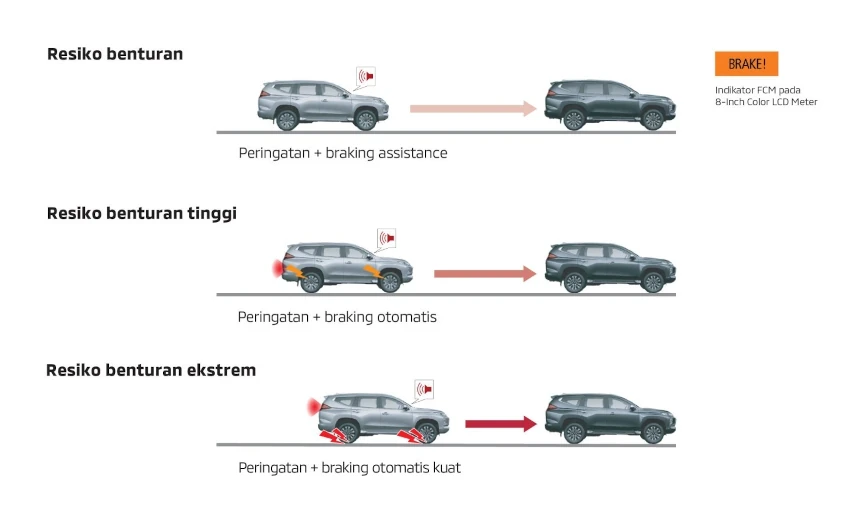 Resiko benturan
BRAKE!
Indikator FCM pada
8-Inch Color LCD Meter
Peringatan + braking assistance
Resiko benturan tinggi
Peringatan + braking otomatis
Resiko benturan ekstrem
Peringatan + braking otomatis kuat